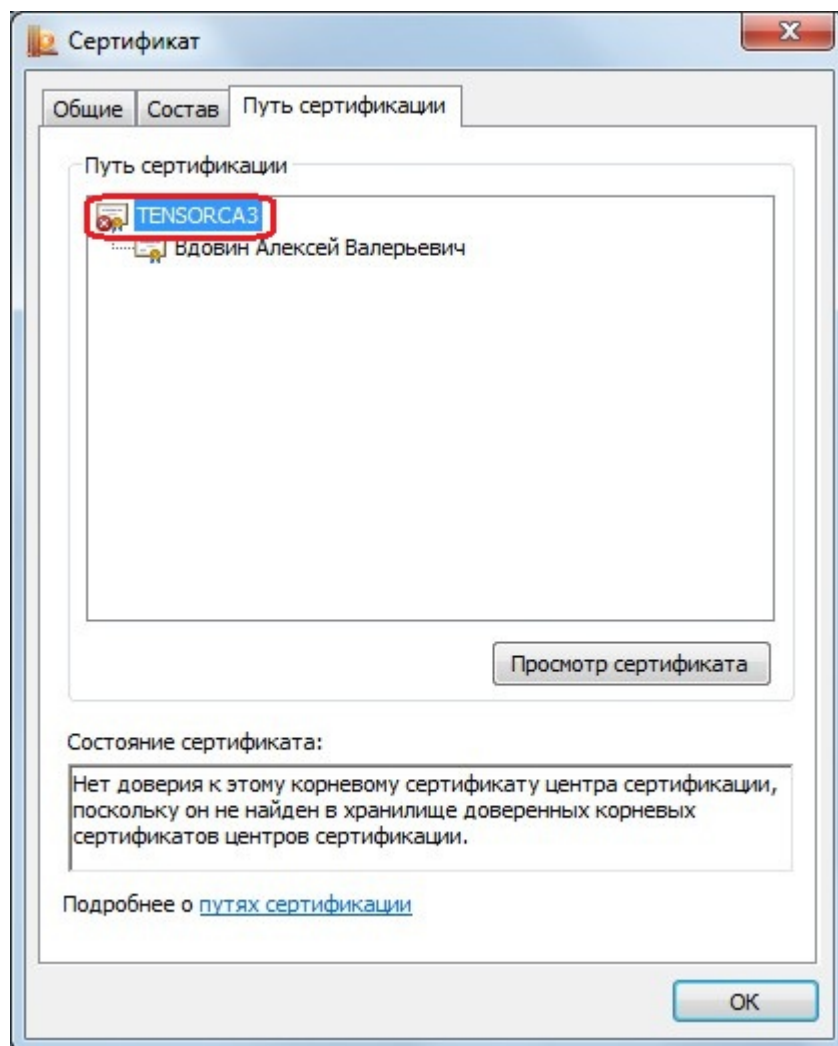 Сертификат
Общие Состав Путь сертификации
Путь сертификации
TENSORCA3
Вдовин Алексей Валерьевич
Просмотр сертификата
Состояние сертификата:
Нет доверия к этому корневому сертификату центра сертификации,
поскольку он не найден в хранилище доверенных корневых
сертификатов центров сертификации.
Подробнее о путях сертификации
ОК